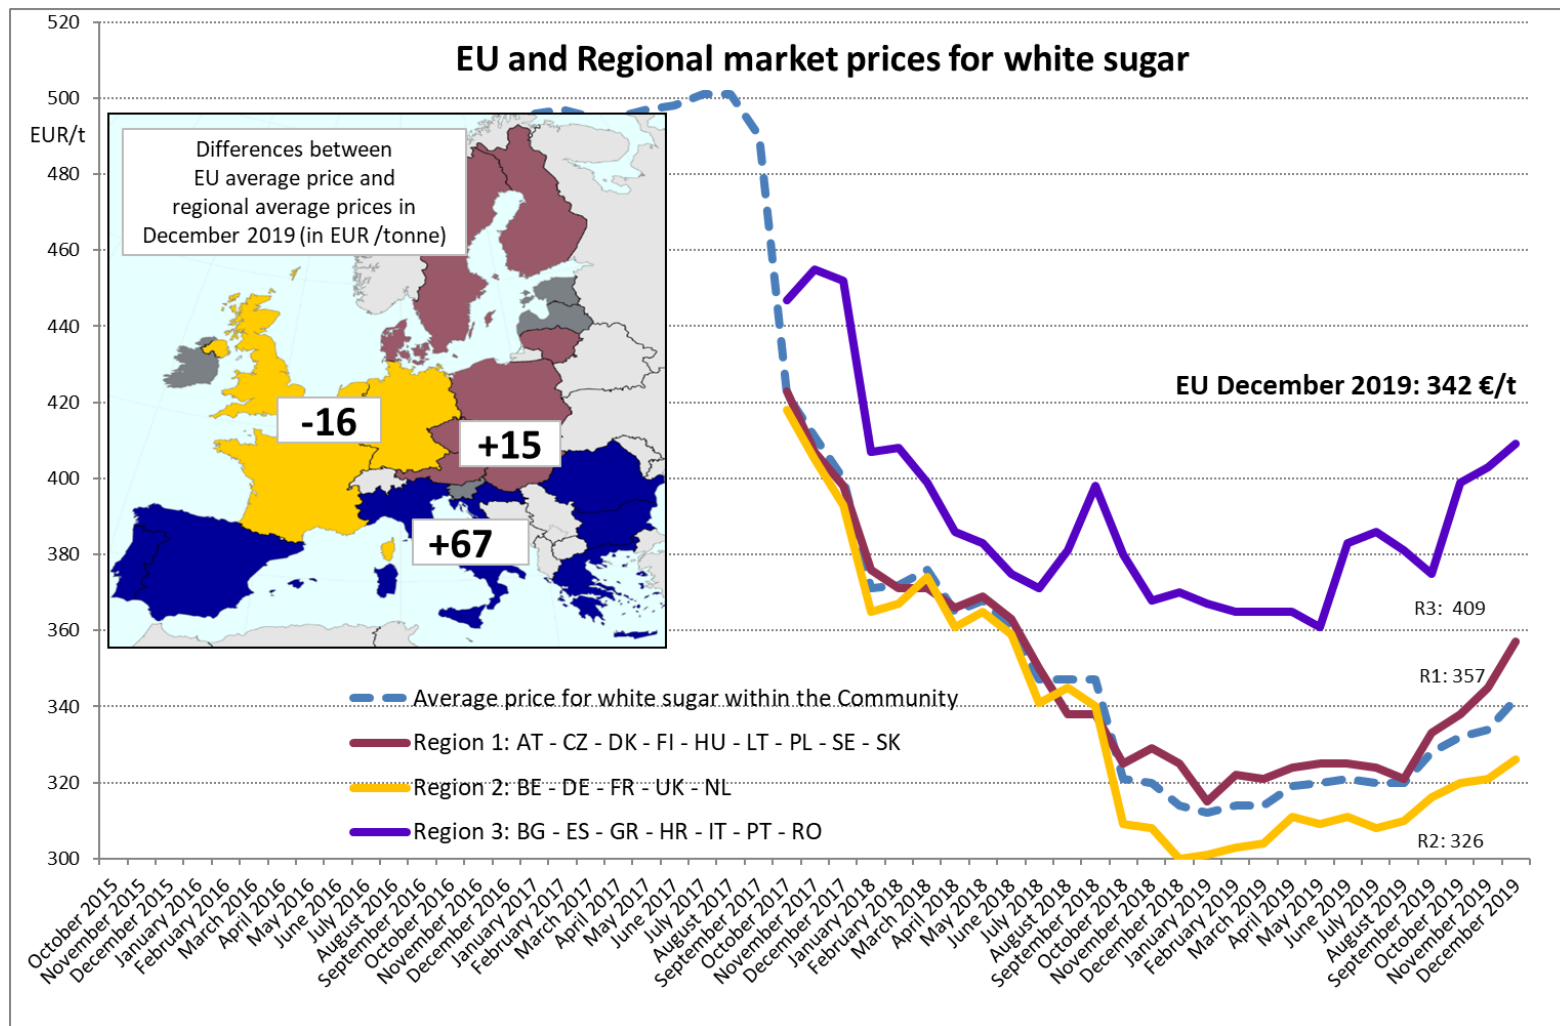 EU and Regional market prices for white sugar
520
500
EUR/t
480
460
440
420
400
380
360
340
320
300
Differences between
EU average price and
regional average prices in
December 2019 (in EUR /tonne)
-16
+15
+67
EU December 2019: 342 €/t
R3: 409
R1: 357
R2: 326
Average price for white sugar within the Community
Region 1: AT - CZ - DK - FI - HU - LT - PL - SE - SK
Region 2: BE - DE - FR - UK - NL
Region 3: BG - ES - GR - HR - IT - PT - RO
October 2015
November 2015
December 2015
January 2016
February 2016
March 2016
April 2016
May 2016
June 2016
July 2016
August 2016
September 2016
October 2016
November 2016
December 2016
January 2017
February 2017
March 2017
April 2017
May 2017
June 2017
July 2017
August 2017
September 2017
October 2017
November 2017
December 2017
January 2018
February 2018
March 2018
April 2018
May 2018
June 2018
July 2018
August 2018
September 2018
October 2018
November 2018
December 2018
January 2019
February 2019
March 2019
April 2019
May 2019
June 2019
July 2019
August 2019
September 2019
October 2019
November 2019
December 2019